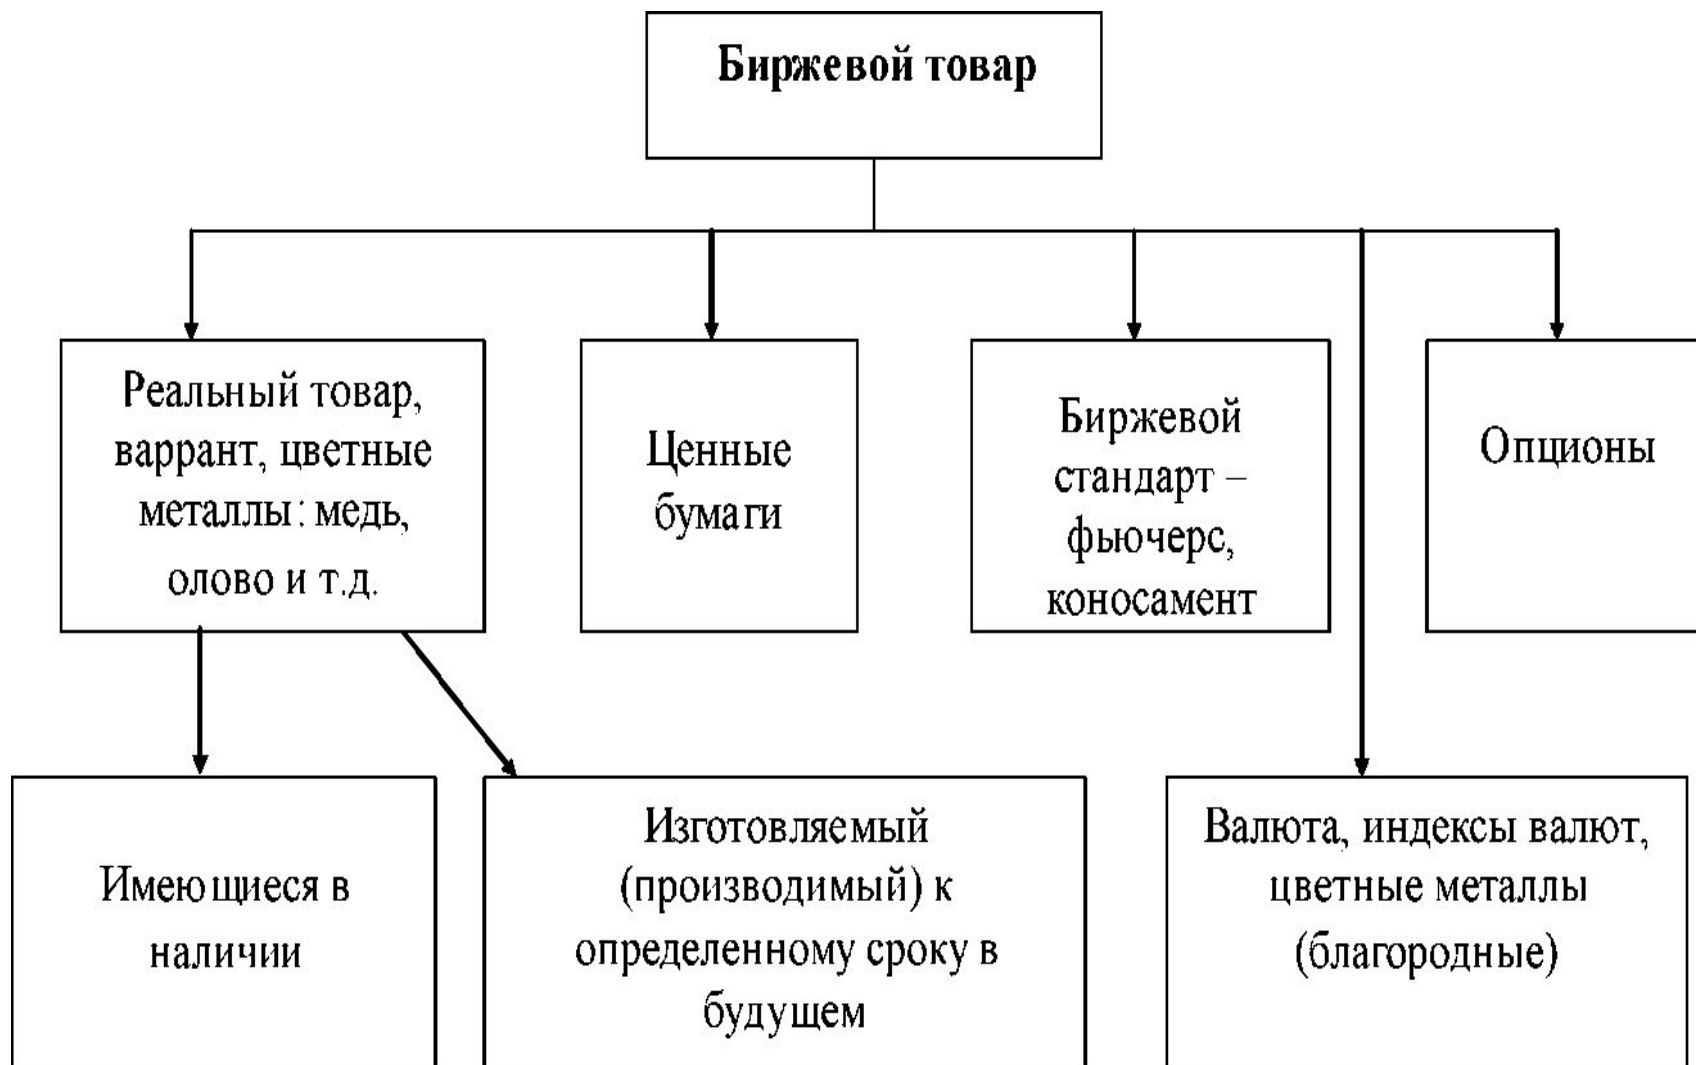 Биржевой товар
Реальный товар,
варрант, цветные
металлы: медь,
олово и т.д.
Ценные
бумаги
Биржевой
стандарт –
фьючерс,
коносамент
Опционы
Имеющиеся в
наличии
Изготовляемый
(производимый) к
определенному сроку в
будущем
Валюта, индексы валют,
цветные металлы
(благородные)